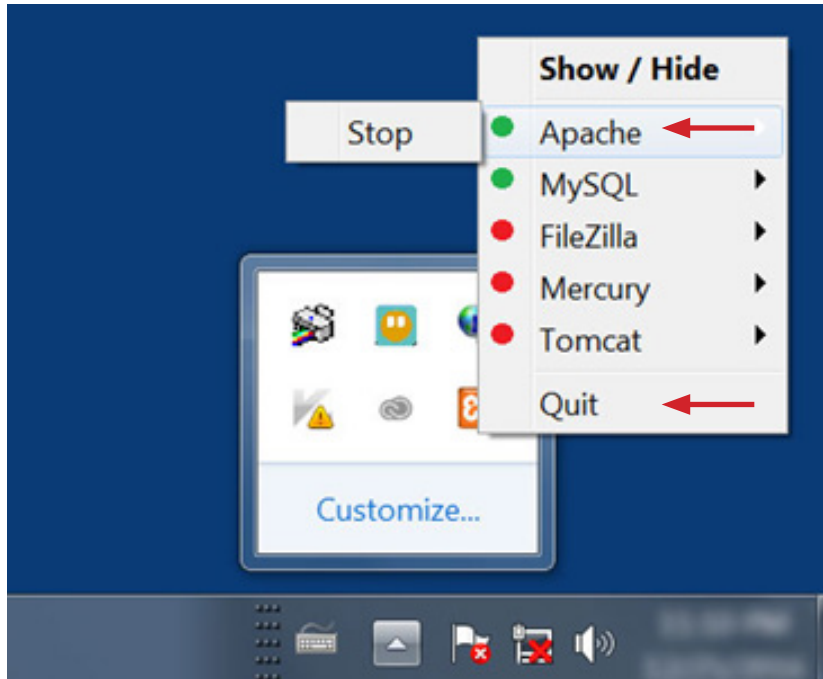 Show / Hide
Stop
Apache
MySQL
FileZilla
Mercury
Tomcat
Quit
Customize...